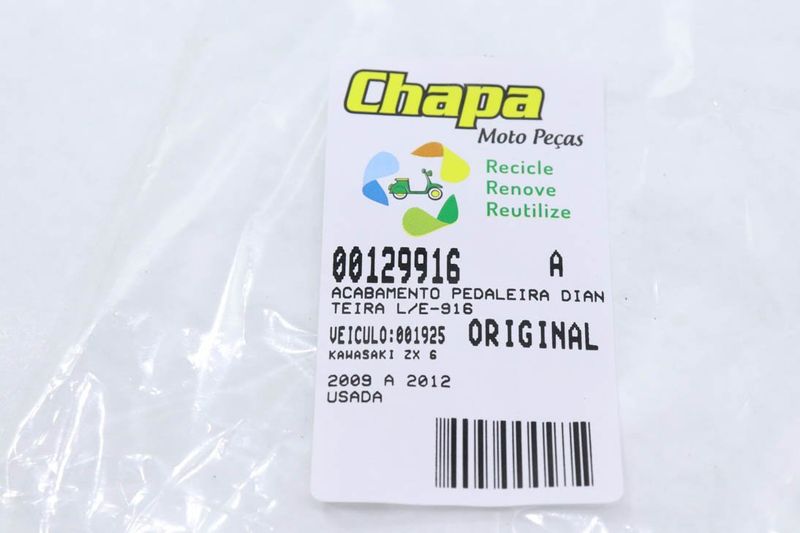 Chapa
Moto Peças
Recicle
Renove
Reutilize
00129916 A
ACABAMENTO PEDALEIRA DIAN
TEIRA L/E-916
VEICULO:001925 ORIGINAL
KAWASAKI ZX 6
2009 A 2012
USADA